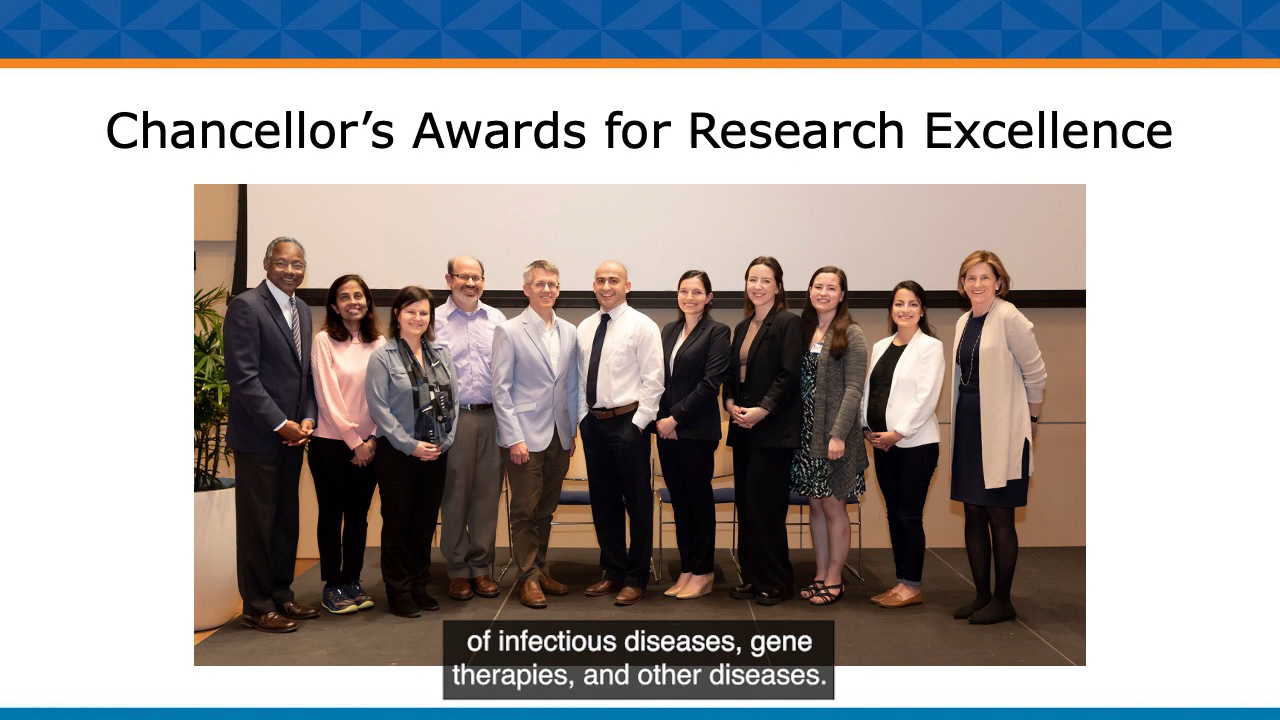 Chancellor’s Awards for Research Excellence
of infectious diseases, gene
therapies, and other diseases.